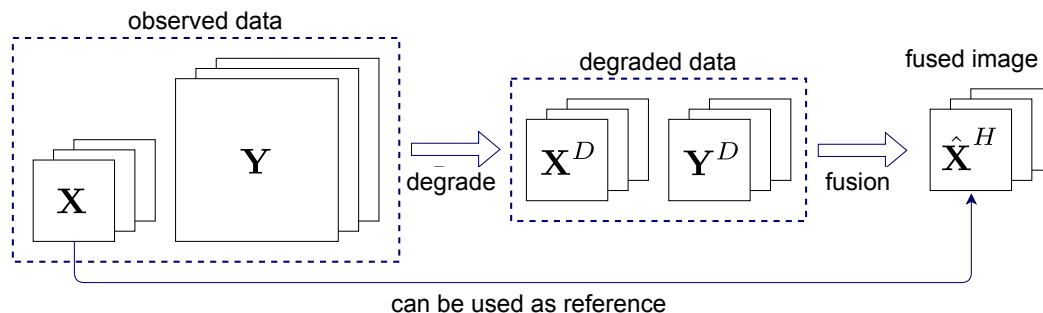 observed data
degraded data
fused image
X
Y
degrade
X^D
Y^D
fusion
X̂^H
can be used as reference